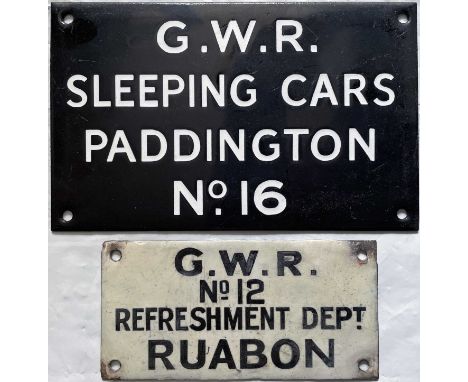 G.W.R.
SLEEPING CARS
PADDINGTON
Nº 16
G.W.R.
Nº 12
REFRESHMENT DEPT
RUABON